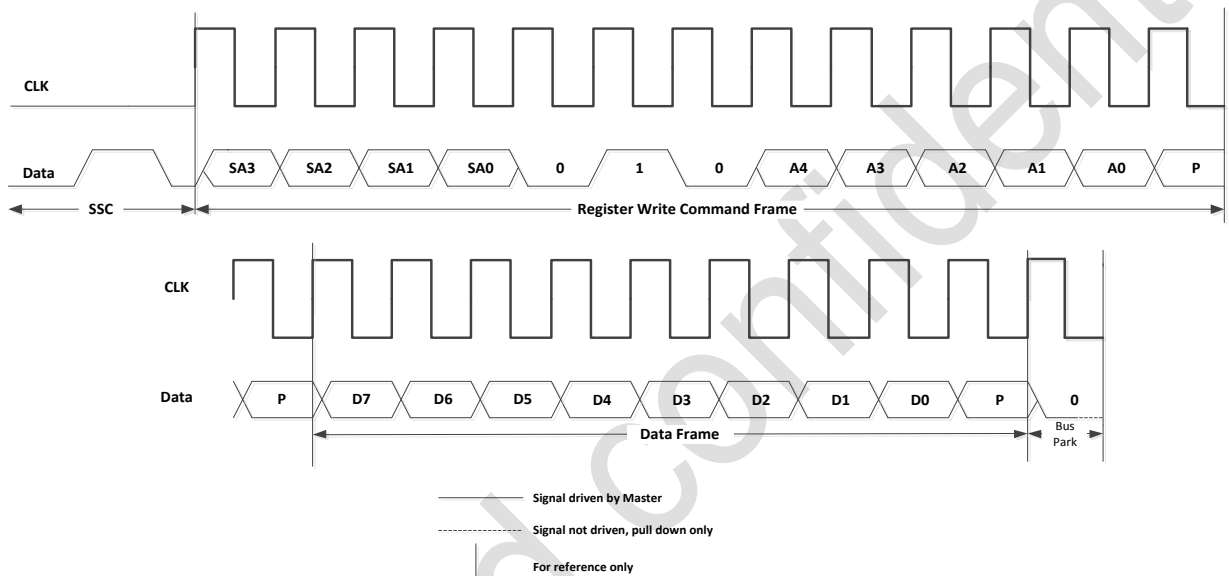 CLK
Data SA3 SA2 SA1 SA0 0 1 0 A4 A3 A2 A1 A0 P
SSC Register Write Command Frame
CLK
Data P D7 D6 D5 D4 D3 D2 D1 D0 P 0
Data Frame Bus
Park
Signal driven by Master
Signal not driven, pull down only
For reference only